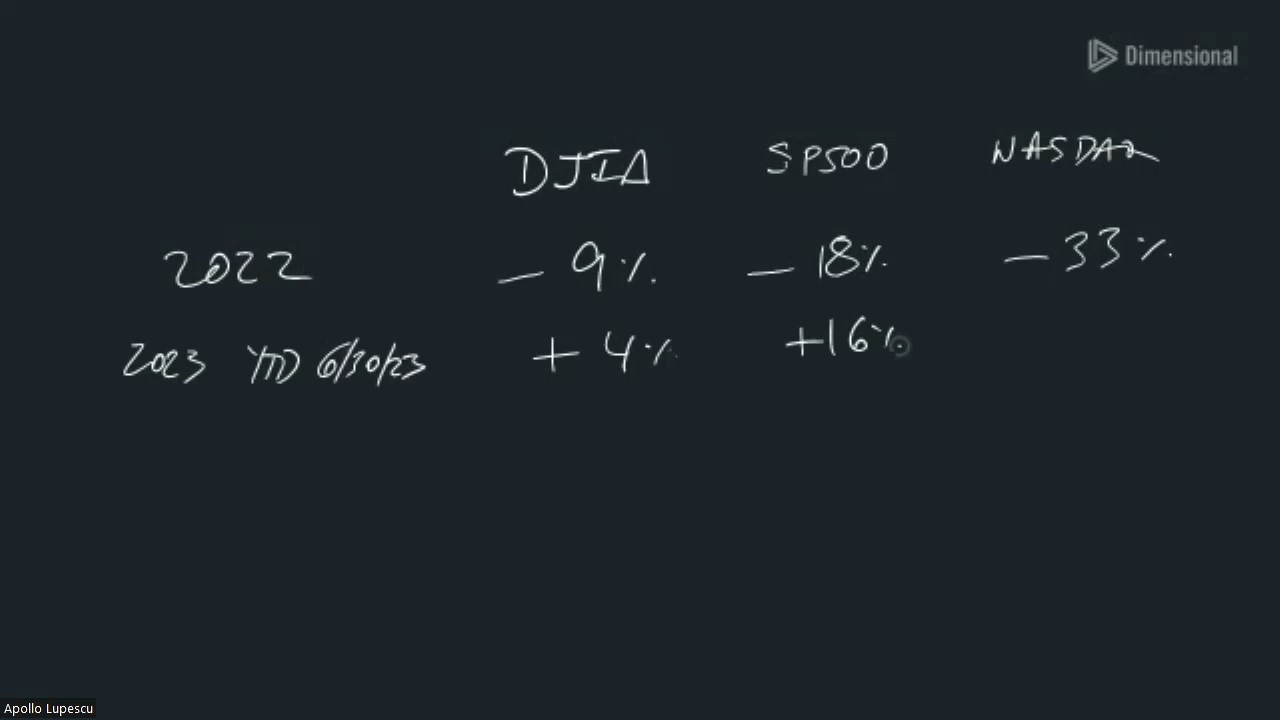 Dimensional
DJIA SP500 NASDAQ
2022 - 9% - 18% - 33%
2023 YTD 6/30/23 + 4% +16%
Apollo Lupescu